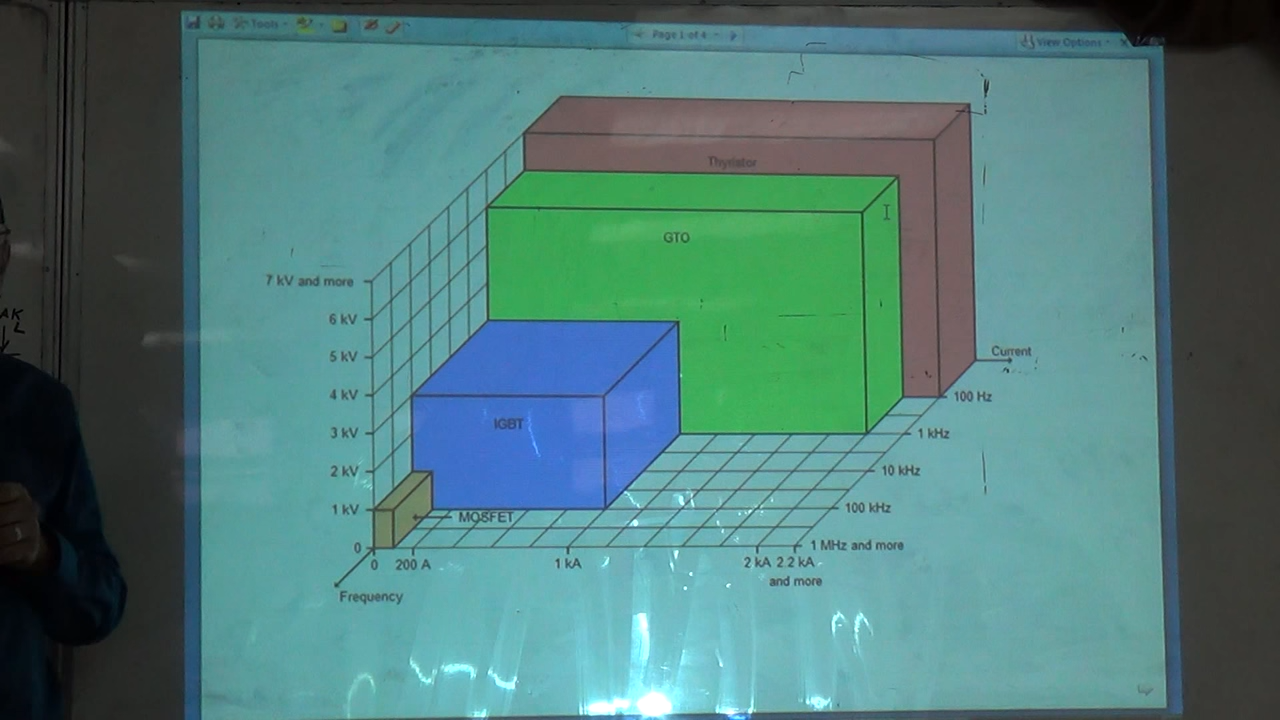 Tools
Page 1 of 4
View Options
Thyristor
GTO
7 kV and more
6 kV
5 kV
4 kV
3 kV
2 kV
1 kV
0
IGBT
MOSFET
Current
100 Hz
1 kHz
10 kHz
100 kHz
1 MHz and more
0
200 A
1 kA
2 kA
2.2 kA
and more
Frequency
AK